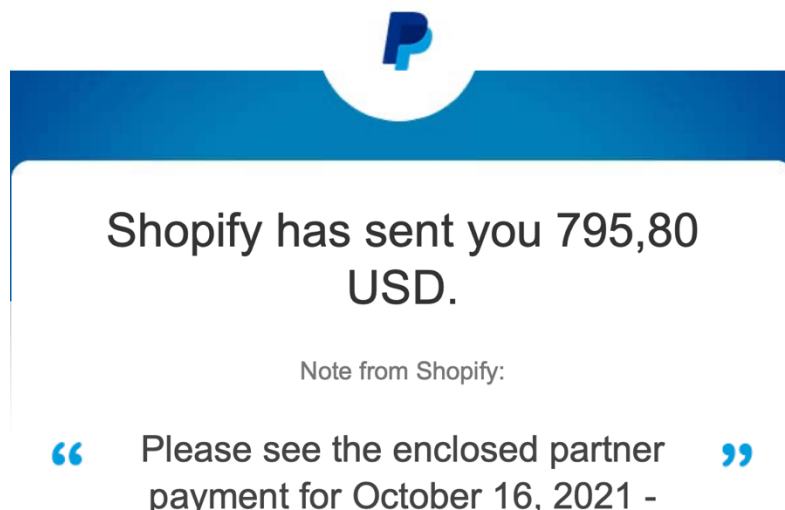 Shopify has sent you 795,80
USD.
Note from Shopify:
“ Please see the enclosed partner ”
payment for October 16, 2021 -